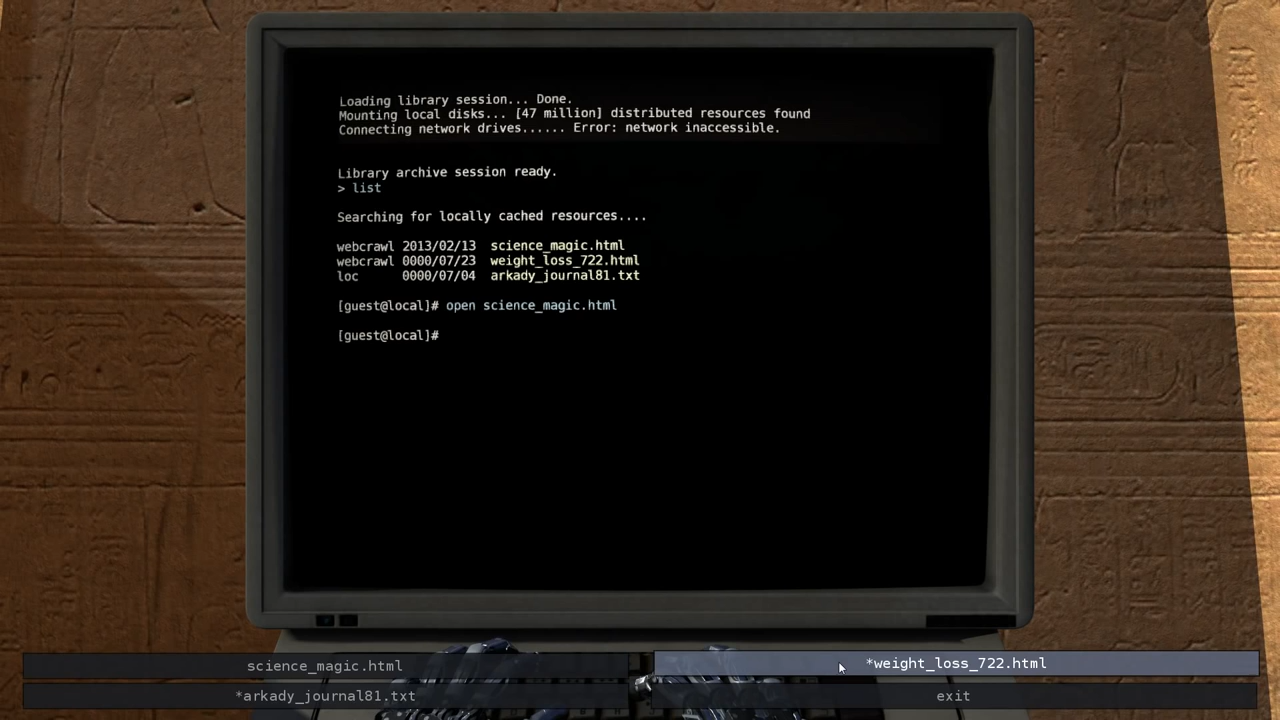 Loading library session... Done.
Mounting local disks... [47 million] distributed resources found
Connecting network drives...... Error: network inaccessible.
Library archive session ready.
> list
Searching for locally cached resources....
webcrawl 2013/02/13 science_magic.html
webcrawl 0000/07/23 weight_loss_722.html
loc 0000/07/04 arkady_journal81.txt
[guest@local]# open science_magic.html
[guest@local]#
science_magic.html
*weight_loss_722.html
*arkady_journal81.txt
exit